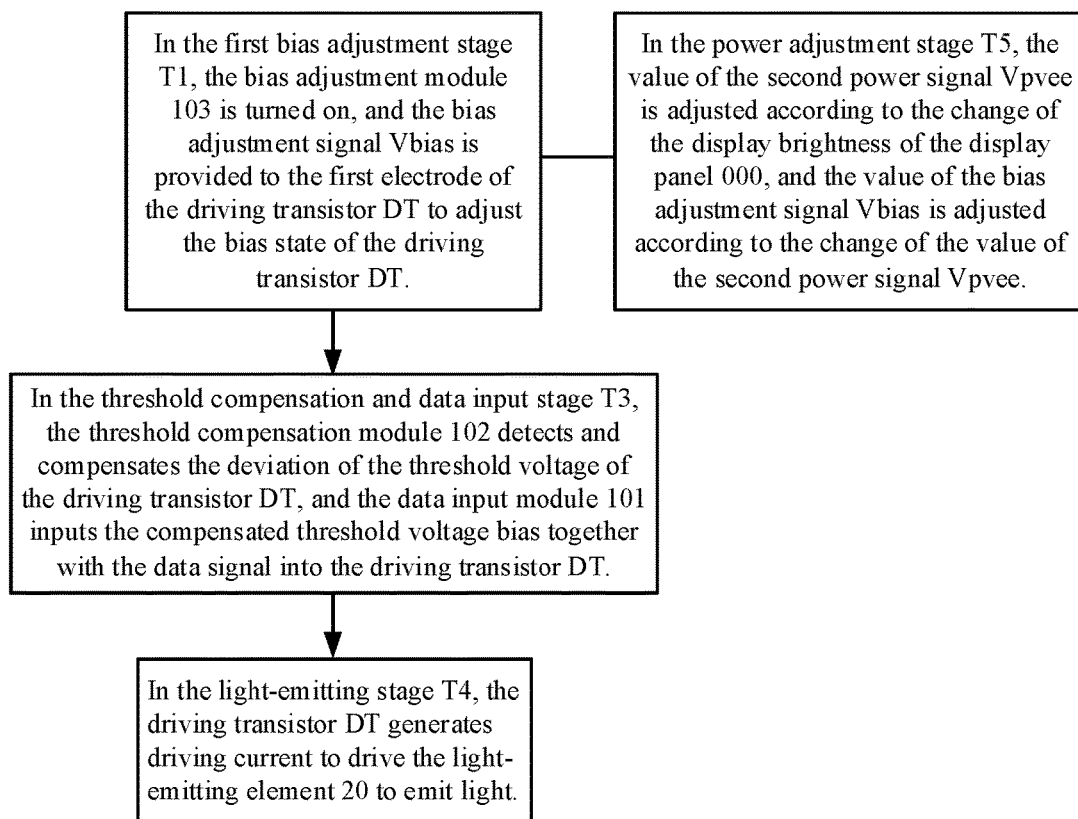 In the first bias adjustment stage
T1, the bias adjustment module
103 is turned on, and the bias
adjustment signal Vbias is
provided to the first electrode of
the driving transistor DT to adjust
the bias state of the driving
transistor DT.
In the power adjustment stage T5, the
value of the second power signal Vpvee
is adjusted according to the change of
the display brightness of the display
panel 000, and the value of the bias
adjustment signal Vbias is adjusted
according to the change of the value of
the second power signal Vpvee.
In the threshold compensation and data input stage T3,
the threshold compensation module 102 detects and
compensates the deviation of the threshold voltage of
the driving transistor DT, and the data input module 101
inputs the compensated threshold voltage bias together
with the data signal into the driving transistor DT.
In the light-emitting stage T4, the
driving transistor DT generates
driving current to drive the light-
emitting element 20 to emit light.